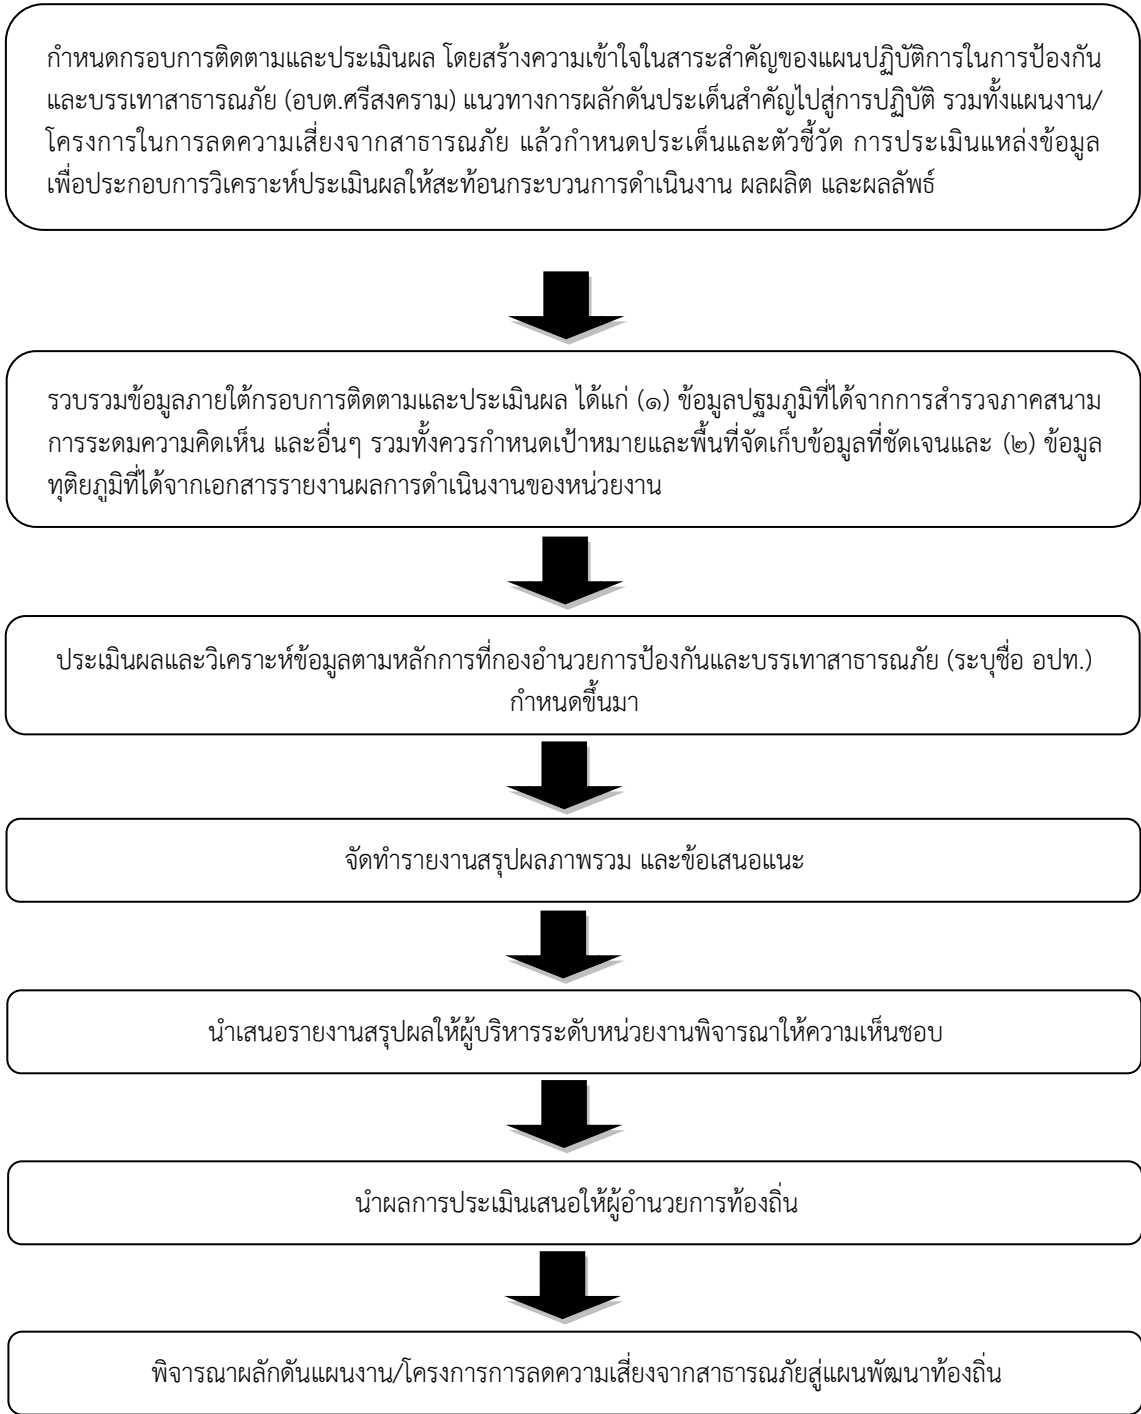 กำหนดกรอบการติดตามและประเมินผล โดยสร้างความเข้าใจในสาระสำคัญของแผนปฏิบัติการในการป้องกัน
และบรรเทาสาธารณภัย (อบต.ศรีสงคราม) แนวทางการผลักดันประเด็นสำคัญไปสู่การปฏิบัติ รวมทั้งแผนงาน/
โครงการในการลดความเสี่ยงจากสาธารณภัย แล้วกำหนดประเด็นและตัวชี้วัด การประเมินแหล่งข้อมูล
เพื่อประกอบการวิเคราะห์ประเมินผลให้สะท้อนกระบวนการดำเนินงาน ผลผลิต และผลลัพธ์
รวบรวมข้อมูลภายใต้กรอบการติดตามและประเมินผล ได้แก่ (๑) ข้อมูลปฐมภูมิที่ได้จากการสำรวจภาคสนาม
การระดมความคิดเห็น และอื่นๆ รวมทั้งควรกำหนดเป้าหมายและพื้นที่จัดเก็บข้อมูลที่ชัดเจนและ (๒) ข้อมูล
ทุติยภูมิที่ได้จากเอกสารรายงานผลการดำเนินงานของหน่วยงาน
ประเมินผลและวิเคราะห์ข้อมูลตามหลักการที่กองอำนวยการป้องกันและบรรเทาสาธารณภัย (ระบุชื่อ อปท.)
กำหนดขึ้นมา
จัดทำรายงานสรุปผลภาพรวม และข้อเสนอแนะ
นำเสนอรายงานสรุปผลให้ผู้บริหารระดับหน่วยงานพิจารณาให้ความเห็นชอบ
นำผลการประเมินเสนอให้ผู้อำนวยการท้องถิ่น
พิจารณาผลักดันแผนงาน/โครงการการลดความเสี่ยงจากสาธารณภัยสู่แผนพัฒนาท้องถิ่น